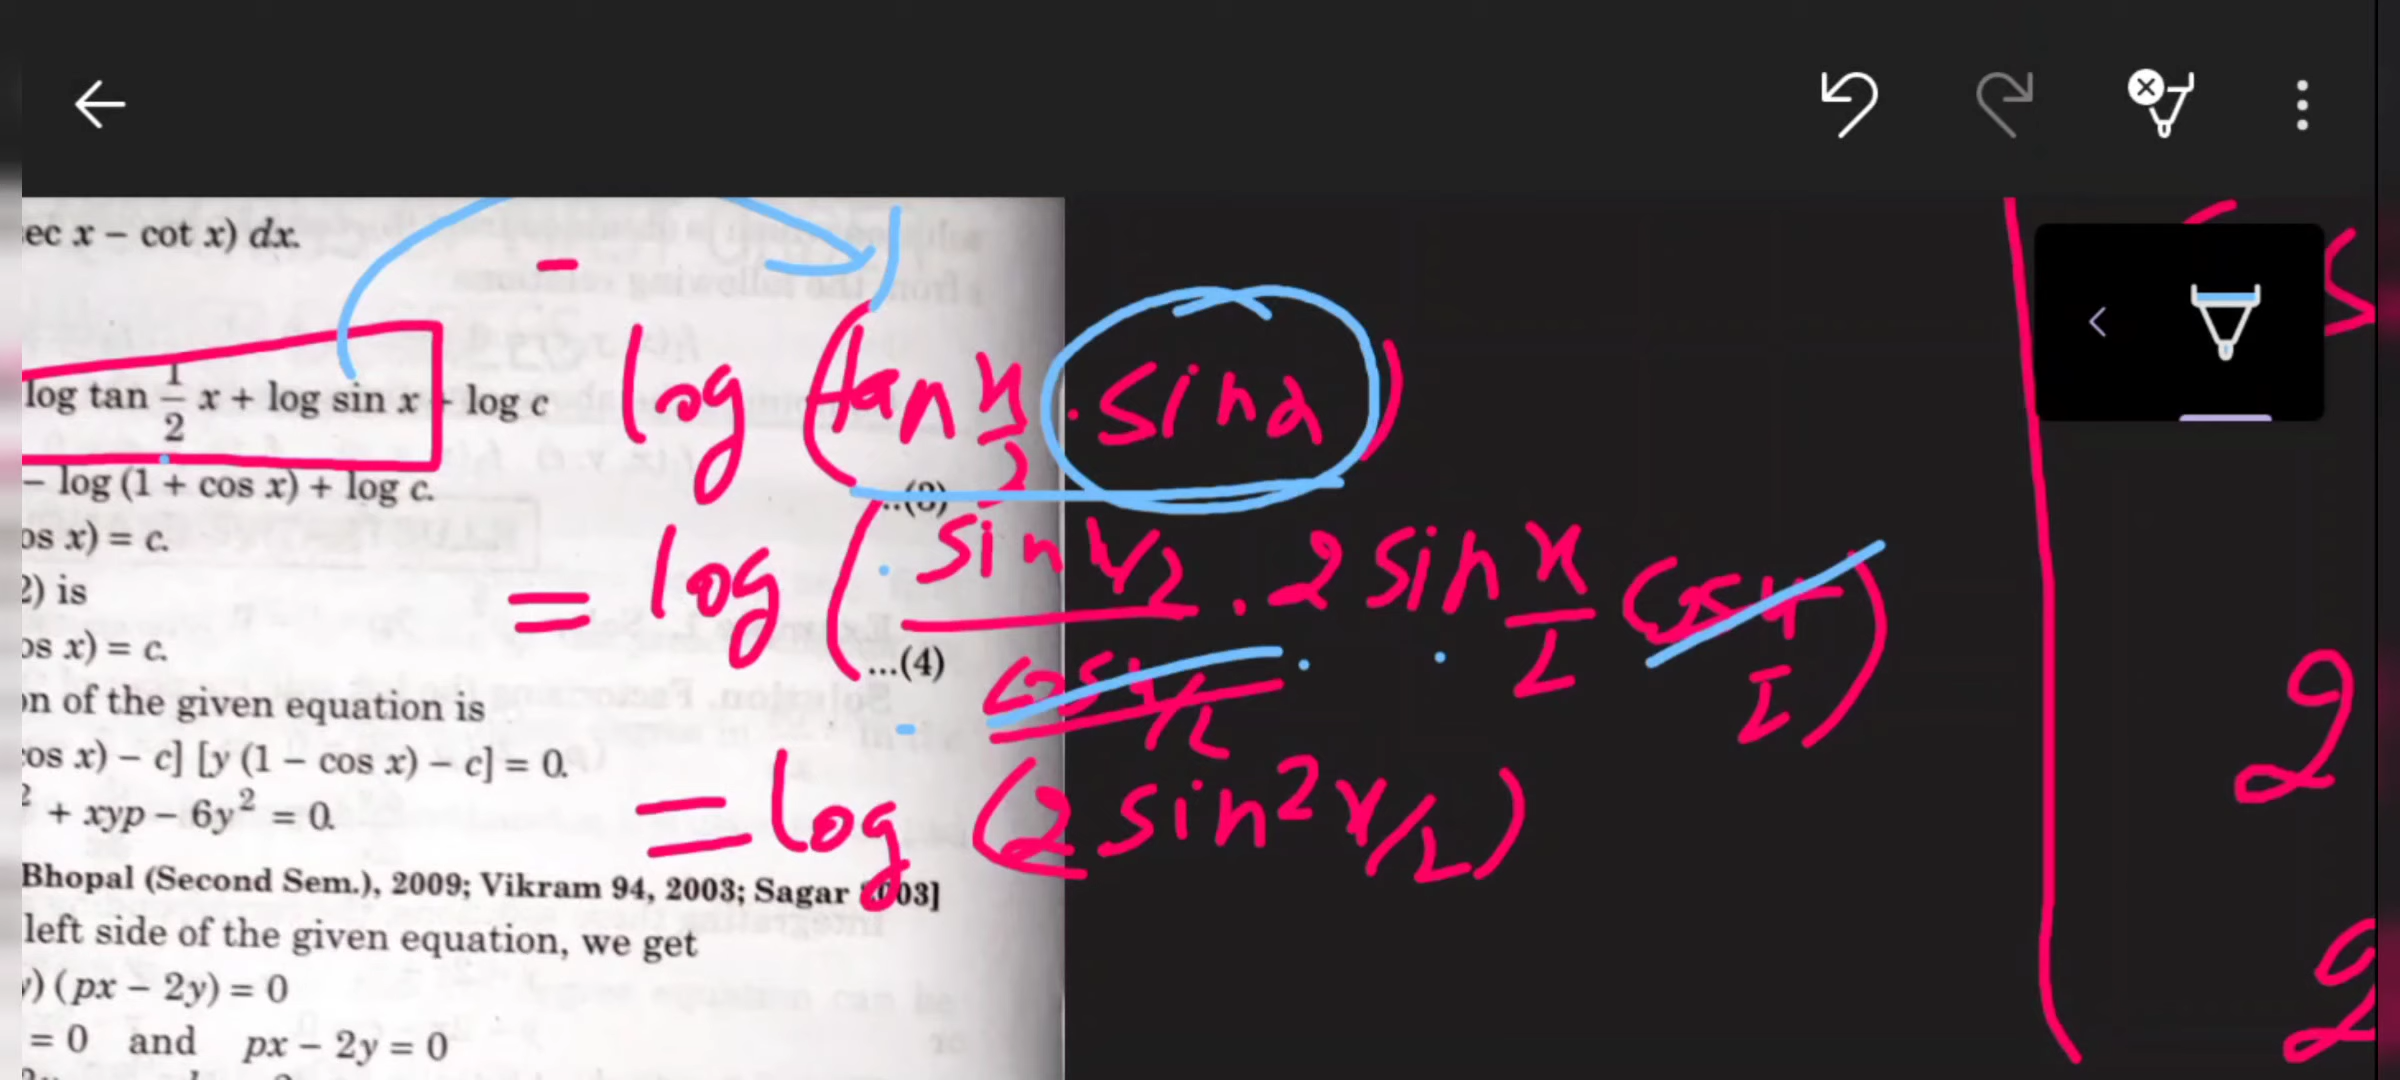 ec x – cot x) dx.
log tan 1/2 x + log sin x + log c
– log (1 + cos x) + log c. ...(3)
os x) = c.
2) is
os x) = c. ...(4)
on of the given equation is
cos x) – c] [y (1 – cos x) – c] = 0.
² + xyp – 6y² = 0.
Bhopal (Second Sem.), 2009; Vikram 94, 2003; Sagar 2003]
left side of the given equation, we get
) (px – 2y) = 0
= 0 and px – 2y = 0
–
log (tan x/2 · sin x)
= log (sin x/2 / cos x/2 · 2 sin x/2 cos x/2)
= log (2 sin² x/2)